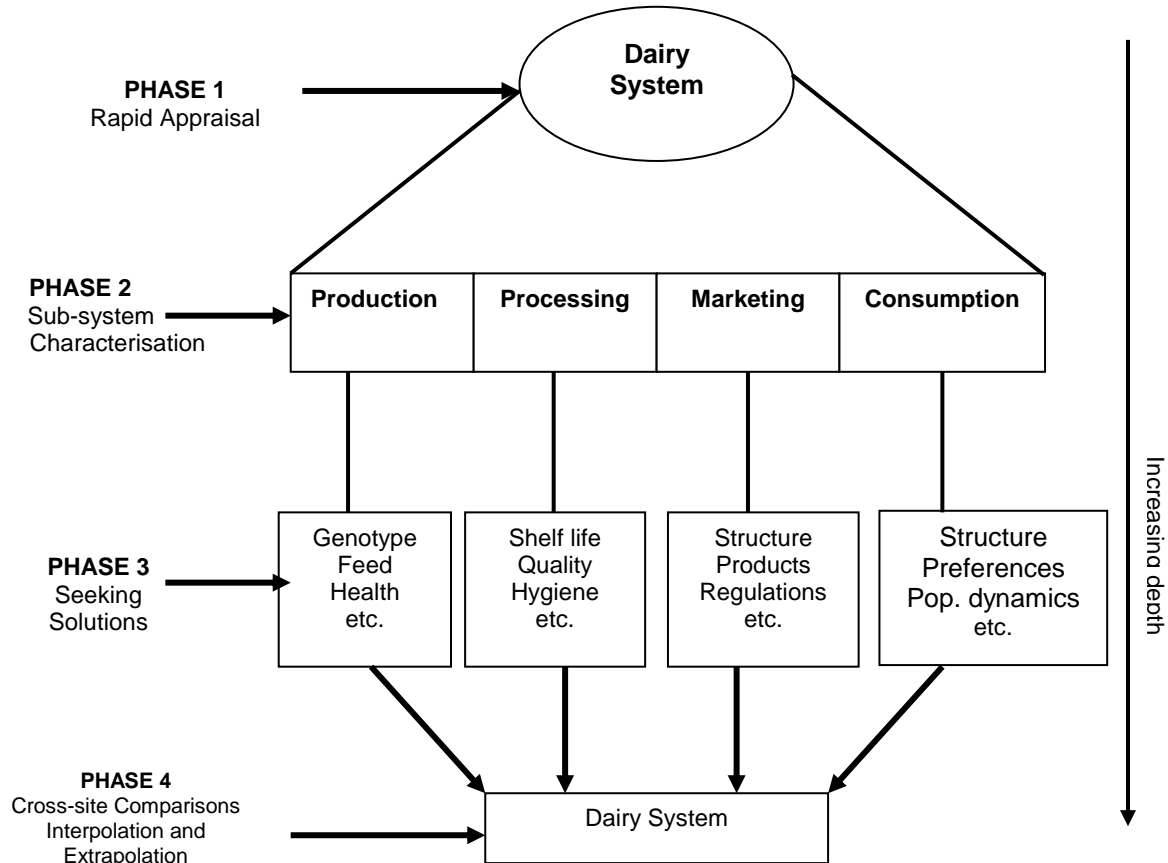 Dairy
System
PHASE 1
Rapid Appraisal
PHASE 2
Sub-system
Characterisation
Production
Processing
Marketing
Consumption
PHASE 3
Seeking
Solutions
Genotype
Feed
Health
etc.
Shelf life
Quality
Hygiene
etc.
Structure
Products
Regulations
etc.
Structure
Preferences
Pop. dynamics
etc.
Increasing depth
PHASE 4
Cross-site Comparisons
Interpolation and
Extrapolation
Dairy System